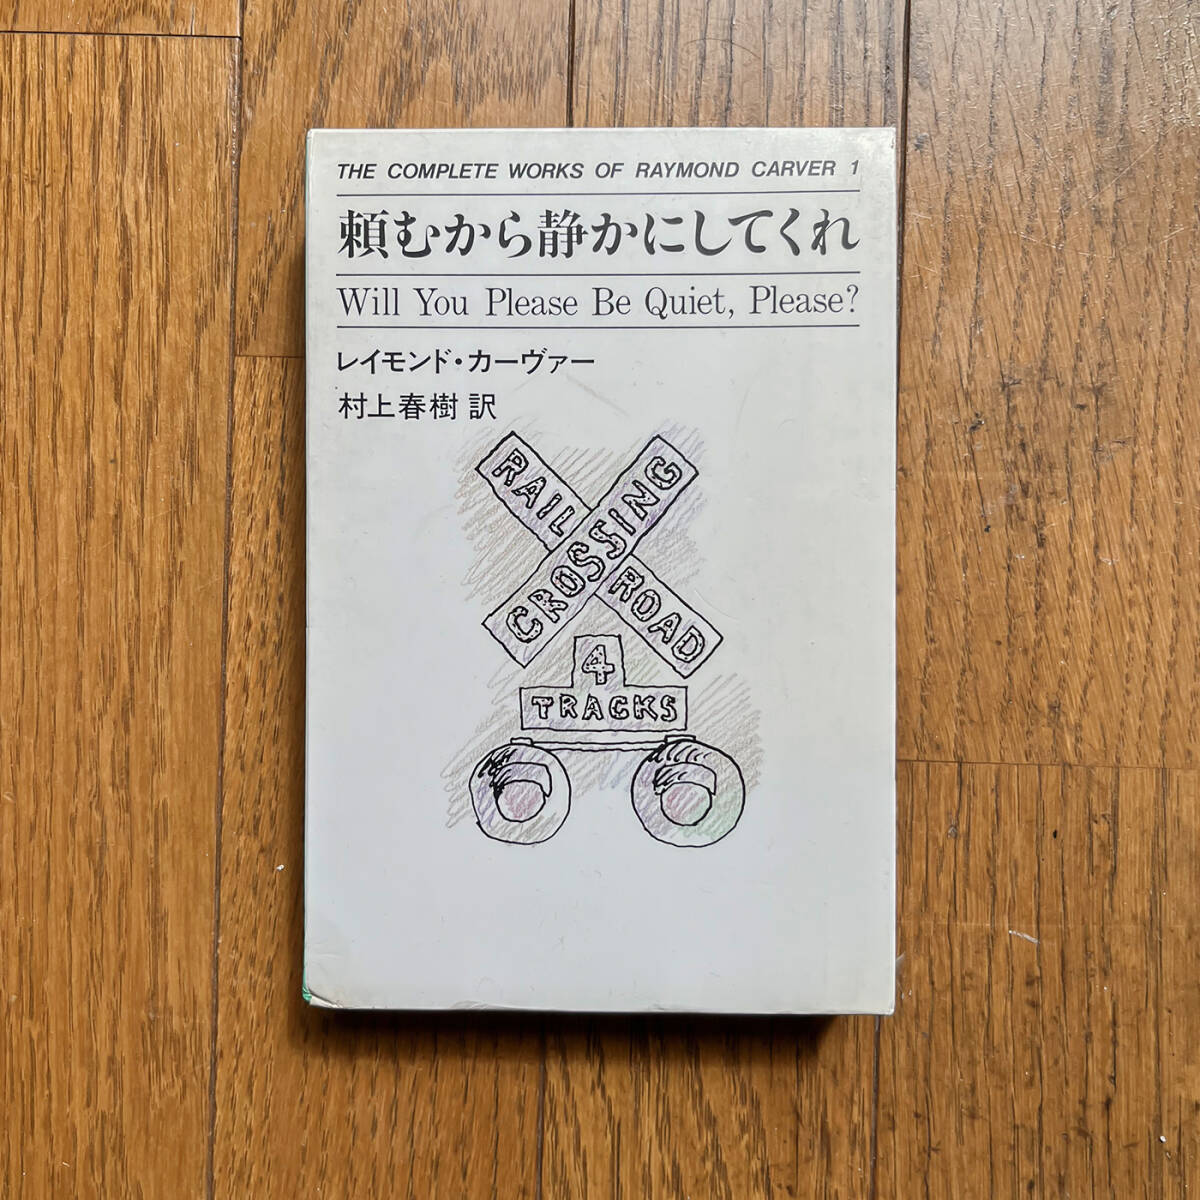 THE COMPLETE WORKS OF RAYMOND CARVER 1
頼むから静かにしてくれ
Will You Please Be Quiet, Please?
レイモンド・カーヴァー
村上春樹 訳
RAIL ROAD
CROSSING
4
TRACKS